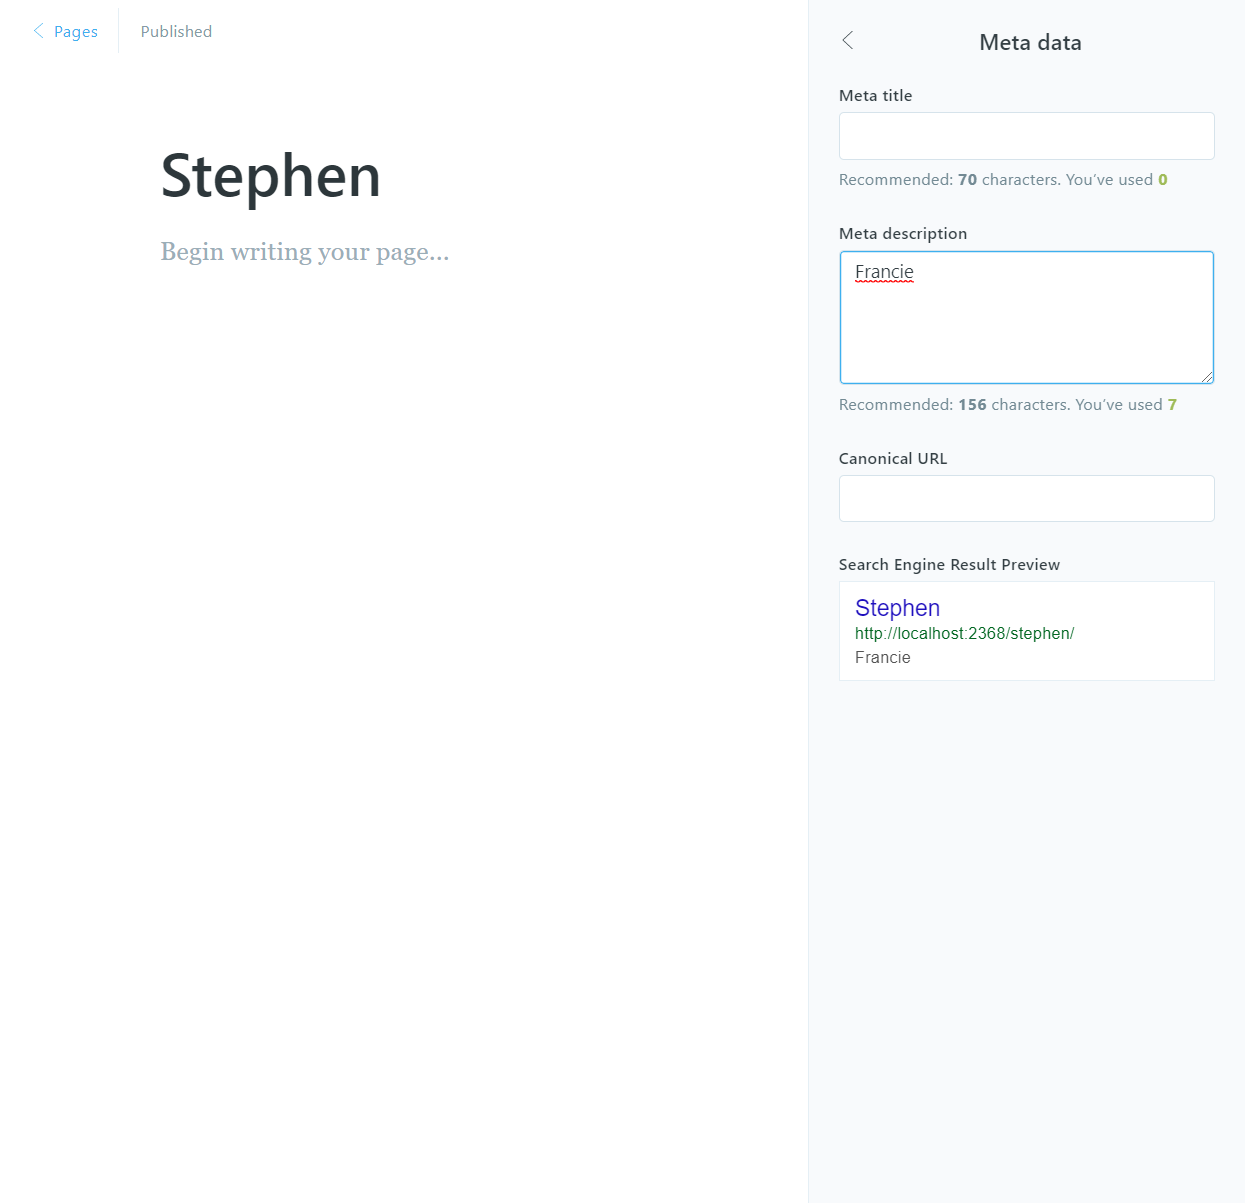 Pages
Published
Stephen
Begin writing your page...
Meta data
Meta title
Recommended: 70 characters. You’ve used 0
Meta description
Francie
Recommended: 156 characters. You’ve used 7
Canonical URL
Search Engine Result Preview
Stephen
http://localhost:2368/stephen/
Francie